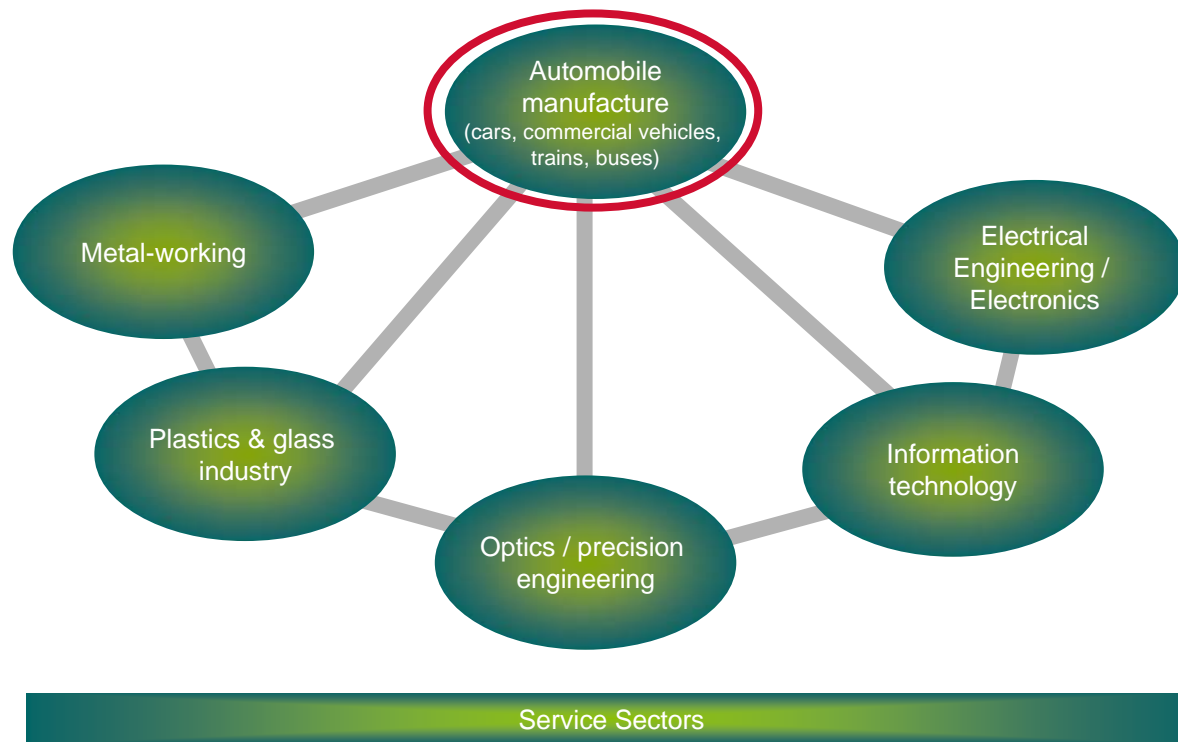 Automobile
manufacture
(cars, commercial vehicles,
trains, buses)
Metal-working
Electrical
Engineering /
Electronics
Plastics & glass
industry
Information
technology
Optics / precision
engineering
Service Sectors